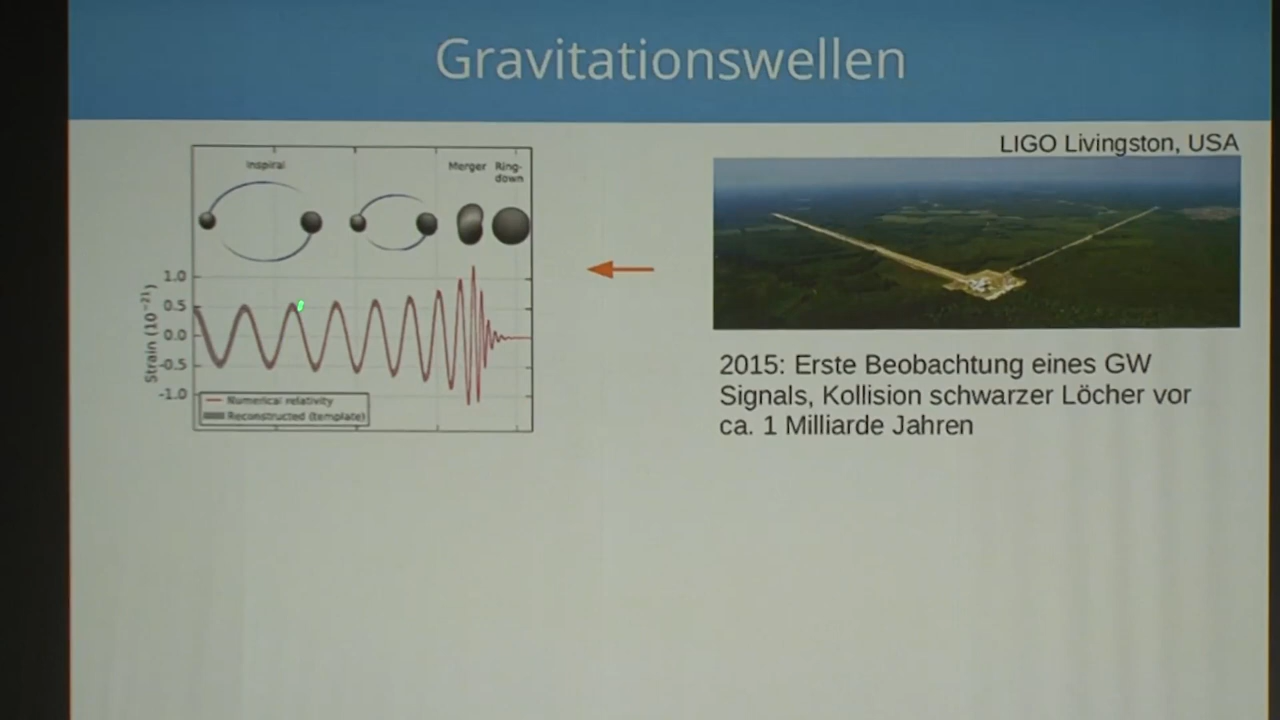 Gravitationswellen
Inspiral
Merger
Ring-
down
1.0
0.5
0.0
-0.5
-1.0
Strain (10⁻²¹)
Numerical relativity
Reconstructed (template)
LIGO Livingston, USA
2015: Erste Beobachtung eines GW
Signals, Kollision schwarzer Löcher vor
ca. 1 Milliarde Jahren